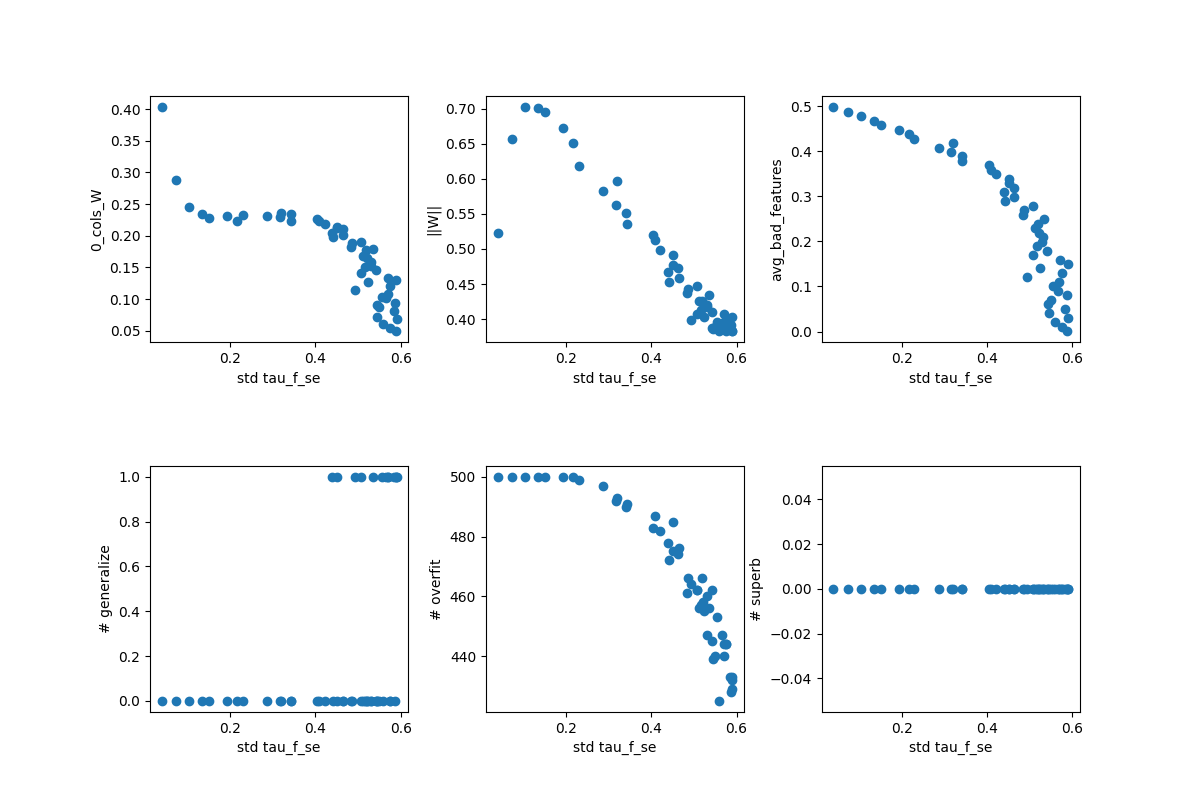 0.40
0.35
0.30
0.25
0.20
0.15
0.10
0.05
0_cols_W
0.2 0.4 0.6
std tau_f_se
0.70
0.65
0.60
0.55
0.50
0.45
0.40
||W||
0.2 0.4 0.6
std tau_f_se
0.5
0.4
0.3
0.2
0.1
0.0
avg_bad_features
0.2 0.4 0.6
std tau_f_se
1.0
0.8
0.6
0.4
0.2
0.0
# generalize
0.2 0.4 0.6
std tau_f_se
500
480
460
440
# overfit
0.2 0.4 0.6
std tau_f_se
0.04
0.02
0.00
−0.02
−0.04
# superb
0.2 0.4 0.6
std tau_f_se